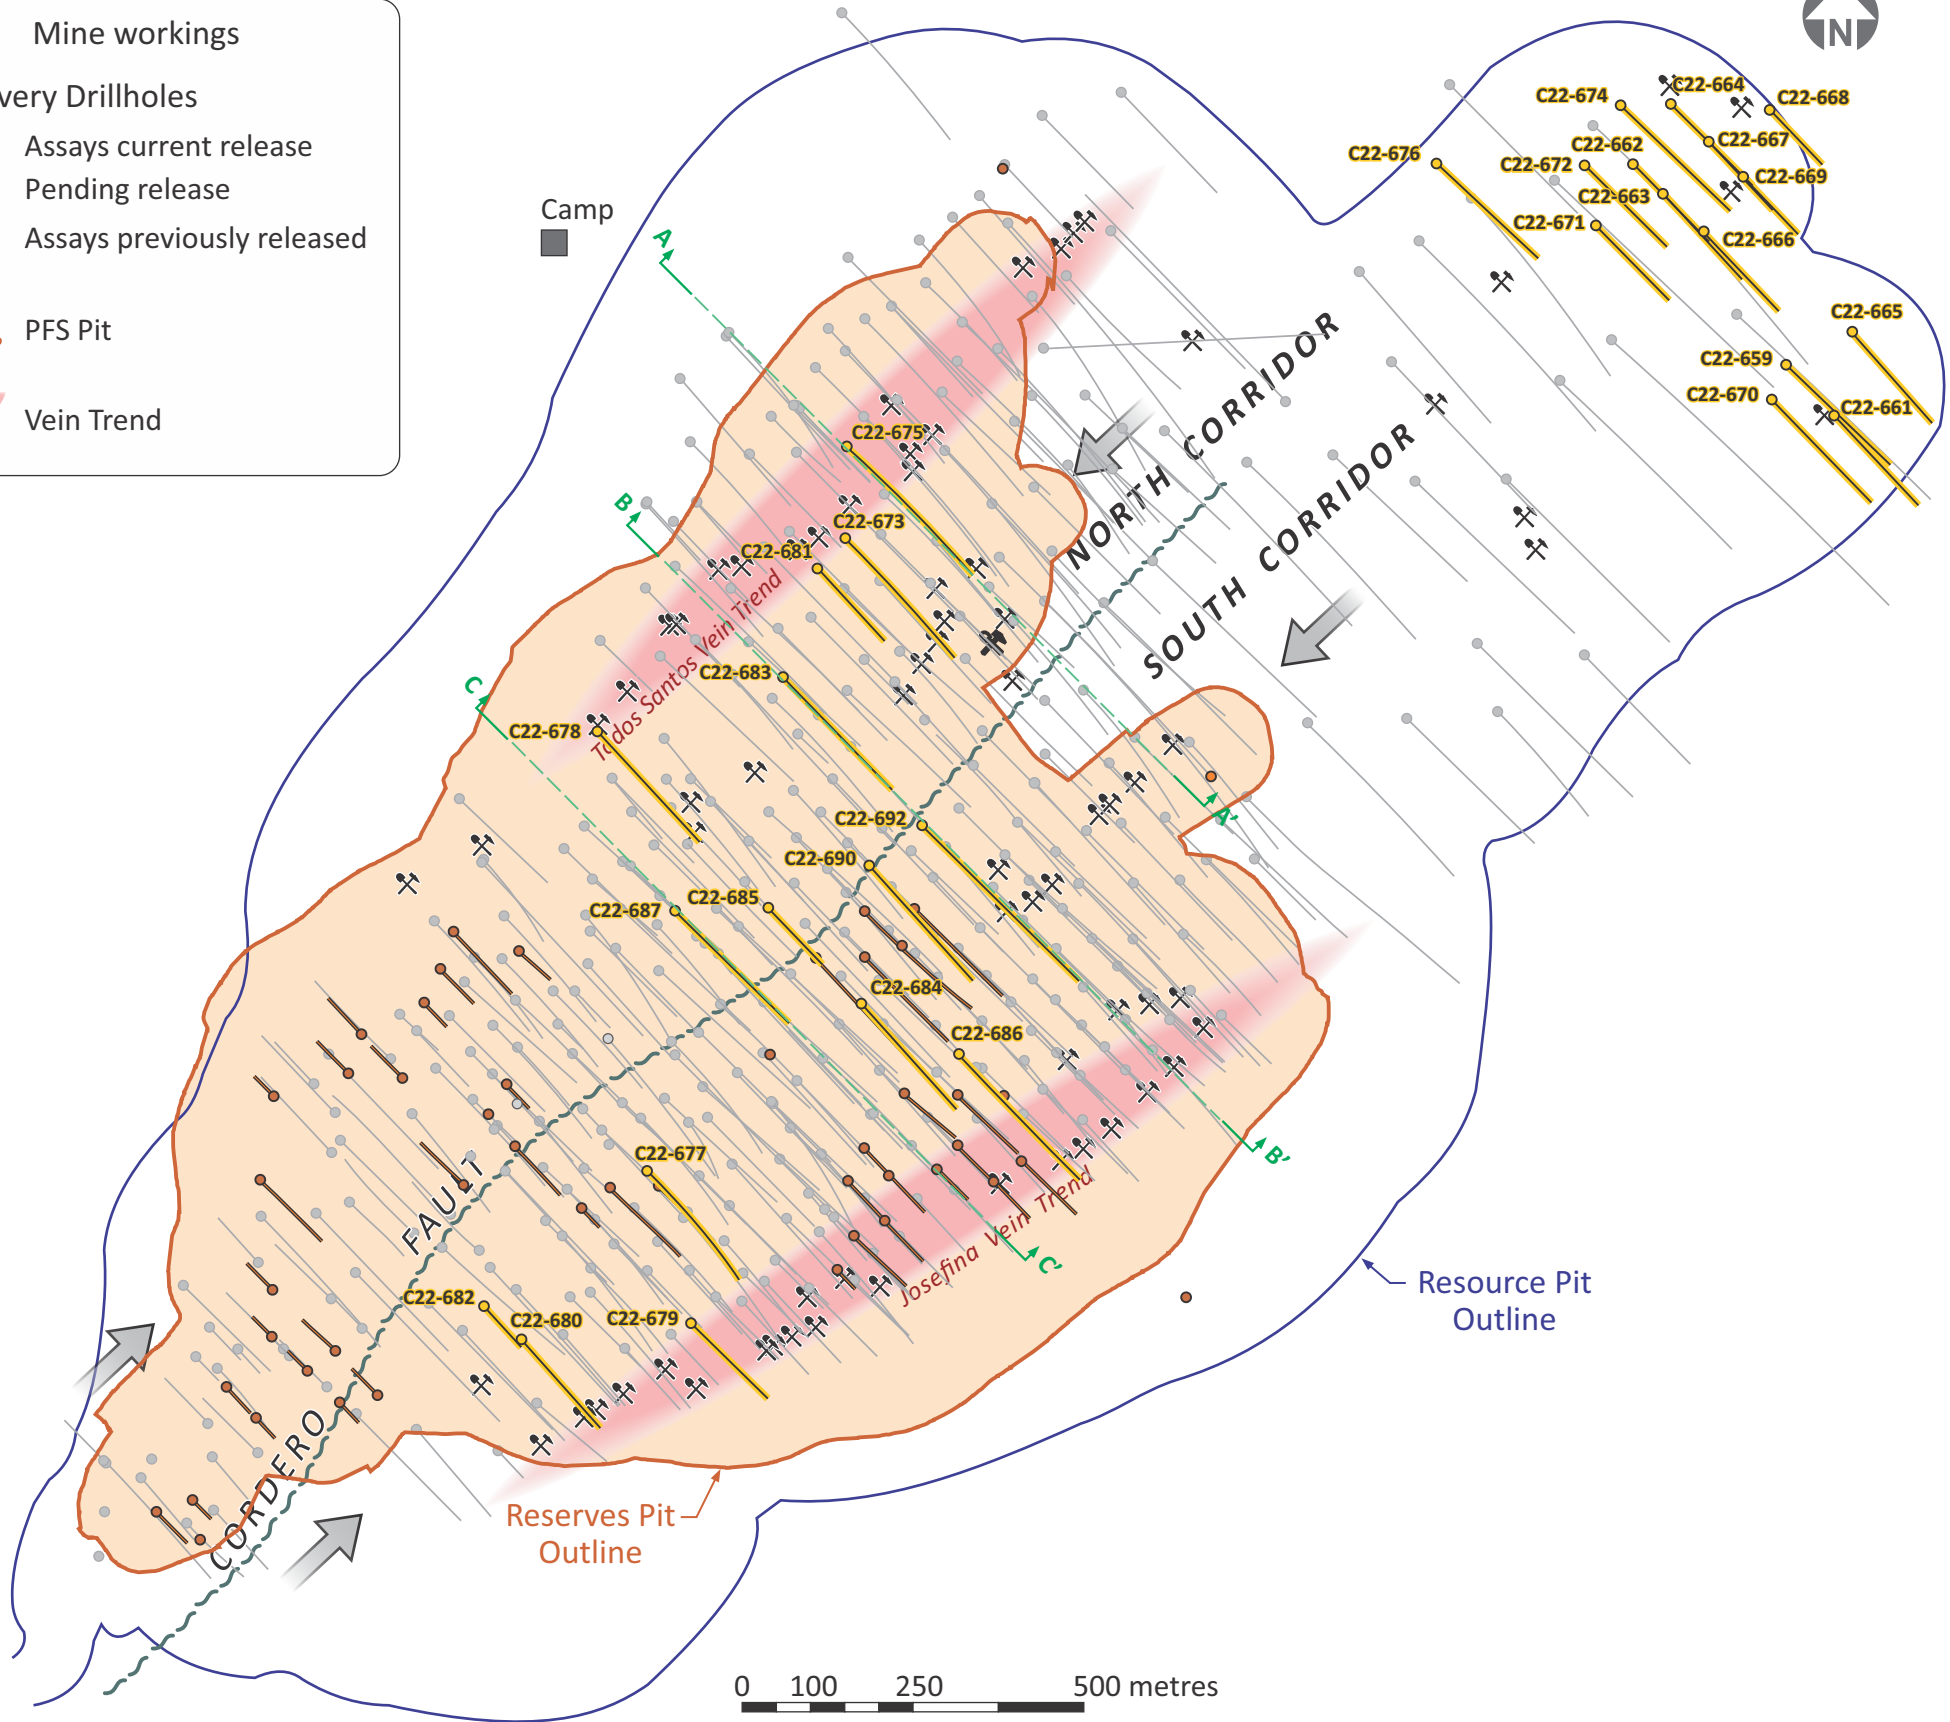 Mine workings
very Drillholes
Assays current release
Pending release
Assays previously released
PFS Pit
Vein Trend
N
Camp
C22-664
C22-668
C22-674
C22-667
C22-662
C22-676
C22-672
C22-669
C22-663
C22-671
C22-666
C22-665
C22-659
C22-670
C22-661
A
B
C
NORTH CORRIDOR
SOUTH CORRIDOR
C22-675
C22-673
C22-681
Todos Santos Vein Trend
C22-683
C22-678
A'
C22-692
C22-690
C22-685
C22-687
C22-684
C22-686
B'
C22-677
C'
Josefina Vein Trend
CORDERO FAULT
C22-682
C22-680
C22-679
Resource Pit
Outline
Reserves Pit
Outline
0 100 250 500 metres